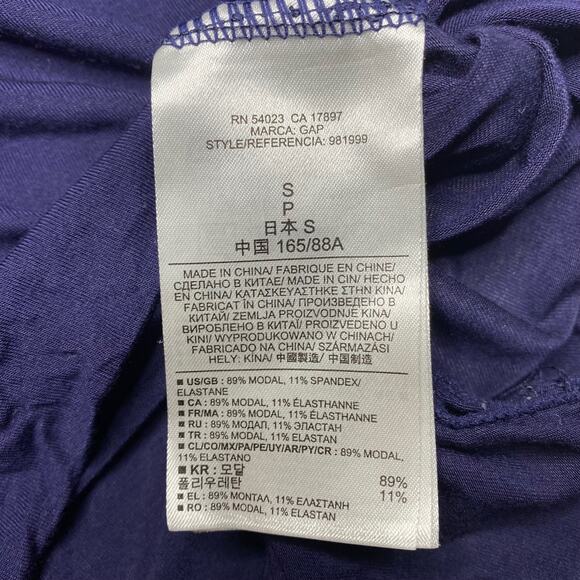 RN 54023 CA 17897
MARCA: GAP
STYLE/REFERENCIA: 981999
S
P
日本 S
中国 165/88A
MADE IN CHINA/ FABRIQUE EN CHINE/
СДЕЛАНО В КИТАЕ/ MADE IN CIN/ HECHO
EN CHINA/ ΚΑΤΑΣΚΕΥΑΣΤΗΚΕ ΣΤΗΝ ΚΙΝΑ/
FABRICAT ÎN CHINA/ ПРОИЗВЕДЕНО В
КИТАЙ/ ZEMLJA PROIZVODNJE KINA/
ВИРОБЛЕНО В КИТАЇ/ PROIZVEDENO U
KINI/ WYPRODUKOWANO W CHINACH/
FABRICADO NA CHINA/ SZÁRMAZÁSI
HELY: KÍNA/ 中國製造/ 中国制造
■ US/GB : 89% MODAL, 11% SPANDEX/
ELASTANE
■ CA : 89% MODAL, 11% ÉLASTHANNE
■ FR/MA : 89% MODAL, 11% ÉLASTHANNE
■ RU : 89% МОДАЛ, 11% ЭЛАСТАН
■ TR : 89% MODAL, 11% ELASTAN
■ CL/CO/MX/PA/PE/UY/AR/PY/CR : 89% MODAL,
11% ELASTANO
■ KR : 모달 89%
폴리우레탄 11%
■ EL : 89% ΜΟΝΤΑΛ, 11% ΕΛΑΣΤΑΝΗ
■ RO : 89% MODAL, 11% ELASTAN